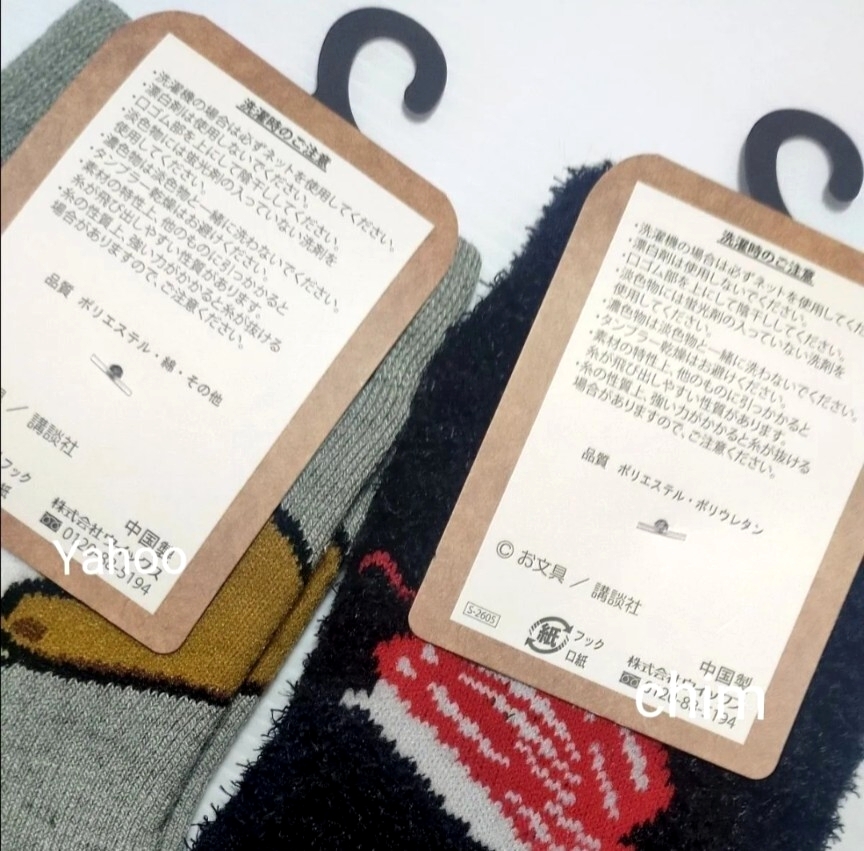 洗濯時のご注意
・洗濯機の場合は必ずネットを使用してください。
・漂白剤は使用しないでください。
・口ゴム部を上にして陰干ししてください。
・淡色物には蛍光剤の入っていない洗剤を
使用してください。
・濃色物は淡色物と一緒に洗わないでください。
・タンブラー乾燥はお避けください。
・素材の特性上、他のものに引っかかると
糸が飛び出しやすい性質があります。
・糸の性質上、強い力がかかると糸が抜ける
場合がありますので、ご注意ください。
品質 ポリエステル・綿・その他
／ 講談社
フック
紙
中国製
株式会社
0120
5194
Yahoo
洗濯時のご注意
・洗濯機の場合は必ずネットを使用してくだ
・漂白剤は使用しないでください。
・口ゴム部を上にして陰干ししてください。
・淡色物には蛍光剤の入っていない洗剤を
使用してください。
・濃色物は淡色物と一緒に洗わないでください。
・タンブラー乾燥はお避けください。
・素材の特性上、他のものに引っかかると
糸が飛び出しやすい性質があります。
・糸の性質上、強い力がかかると糸が抜ける
場合がありますので、ご注意ください。
品質 ポリエステル・ポリウレタン
© お文具 ／ 講談社
S-2605
紙 フック
口紙
中国製
株式会社
0120-8
5194
chim